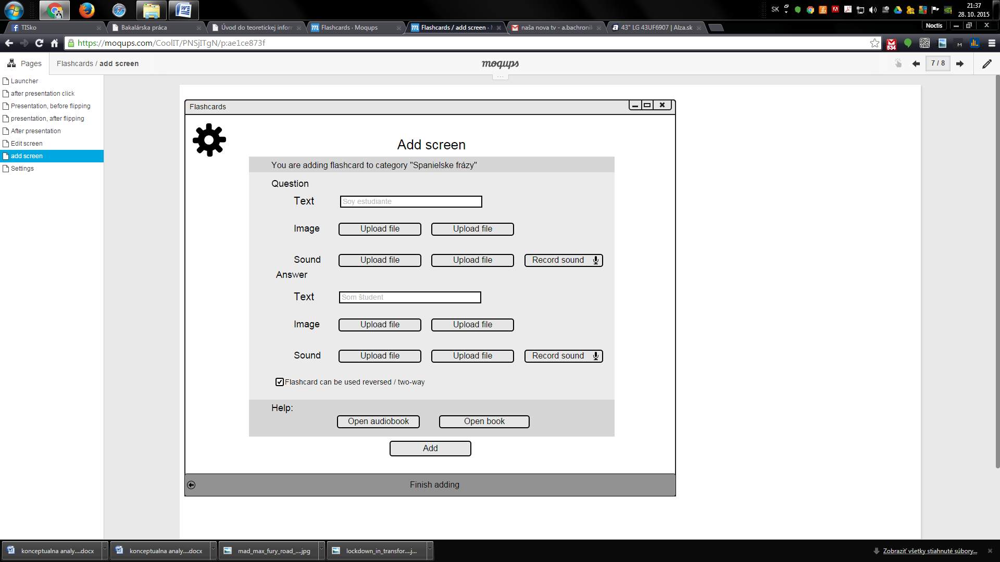 SK
21:37
28. 10. 2015
TISko
Bakalárska práca
Úvod do teoretickej inforr
Flashcards · Moqups
Flashcards / add screen ·
naša nova tv - a.bachronik
43" LG 43UF6907 | Alza.sk
Noctis
https://moqups.com/CoolIT/PNSjITgN/p:ae1ce873f
534
M
Pages
Flashcards / add screen
moqups
7 / 8
...
Launcher
after presentation click
Presentation, before flipping
presentation, after flipping
After presentation
Edit screen
add screen
Settings
Flashcards
Add screen
You are adding flashcard to category "Spanielske frázy"
Question
Text
Soy estudiante
Image
Upload file
Upload file
Sound
Upload file
Upload file
Record sound
Answer
Text
Som študent
Image
Upload file
Upload file
Sound
Upload file
Upload file
Record sound
Flashcard can be used reversed / two-way
Help:
Open audiobook
Open book
Add
Finish adding
konceptualna analy....docx
konceptualna analy....docx
mad_max_fury_road_....jpg
lockdown_in_transfor....j...
Zobraziť všetky stiahnuté súbory...